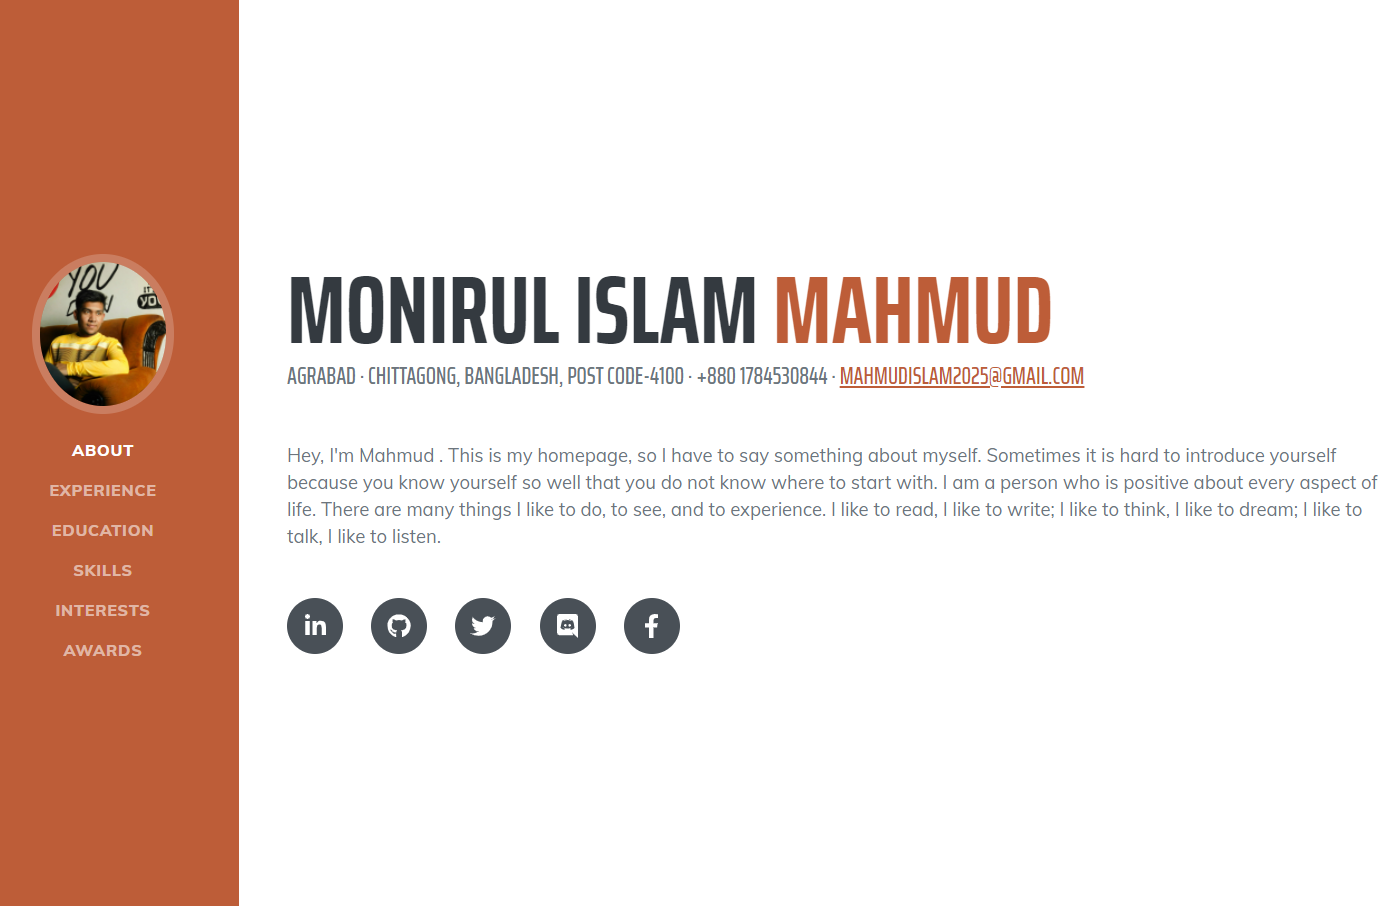 YOU
YOU
ABOUT
EXPERIENCE
EDUCATION
SKILLS
INTERESTS
AWARDS
MONIRUL ISLAM MAHMUD
AGRABAD · CHITTAGONG, BANGLADESH, POST CODE-4100 · +880 1784530844 · MAHMUDISLAM2025@GMAIL.COM
Hey, I'm Mahmud . This is my homepage, so I have to say something about myself. Sometimes it is hard to introduce yourself
because you know yourself so well that you do not know where to start with. I am a person who is positive about every aspect of
life. There are many things I like to do, to see, and to experience. I like to read, I like to write; I like to think, I like to dream; I like to
talk, I like to listen.
in
f